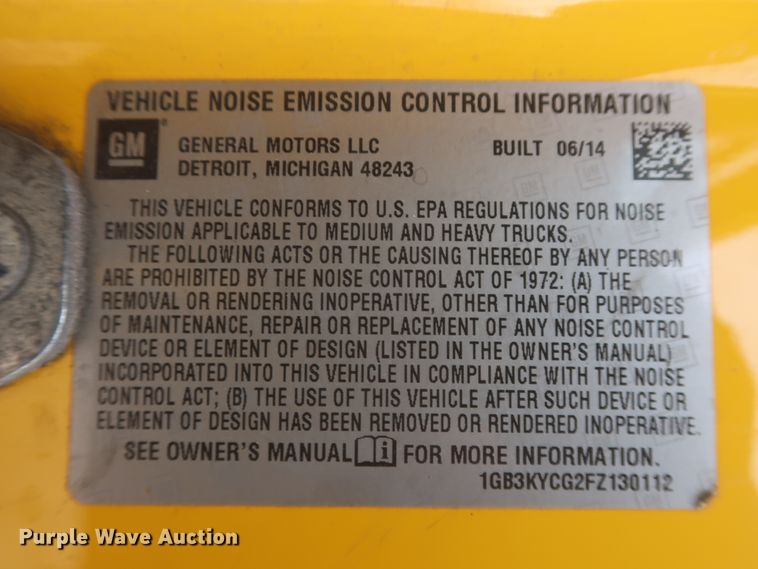 VEHICLE NOISE EMISSION CONTROL INFORMATION
GM ® GENERAL MOTORS LLC BUILT 06/14
DETROIT, MICHIGAN 48243
THIS VEHICLE CONFORMS TO U.S. EPA REGULATIONS FOR NOISE
EMISSION APPLICABLE TO MEDIUM AND HEAVY TRUCKS.
THE FOLLOWING ACTS OR THE CAUSING THEREOF BY ANY PERSON
ARE PROHIBITED BY THE NOISE CONTROL ACT OF 1972: (A) THE
REMOVAL OR RENDERING INOPERATIVE, OTHER THAN FOR PURPOSES
OF MAINTENANCE, REPAIR OR REPLACEMENT OF ANY NOISE CONTROL
DEVICE OR ELEMENT OF DESIGN (LISTED IN THE OWNER'S MANUAL)
INCORPORATED INTO THIS VEHICLE IN COMPLIANCE WITH THE NOISE
CONTROL ACT; (B) THE USE OF THIS VEHICLE AFTER SUCH DEVICE OR
ELEMENT OF DESIGN HAS BEEN REMOVED OR RENDERED INOPERATIVE.
SEE OWNER'S MANUAL i FOR MORE INFORMATION.
1GB3KYCG2FZ130112
Purple Wave Auction